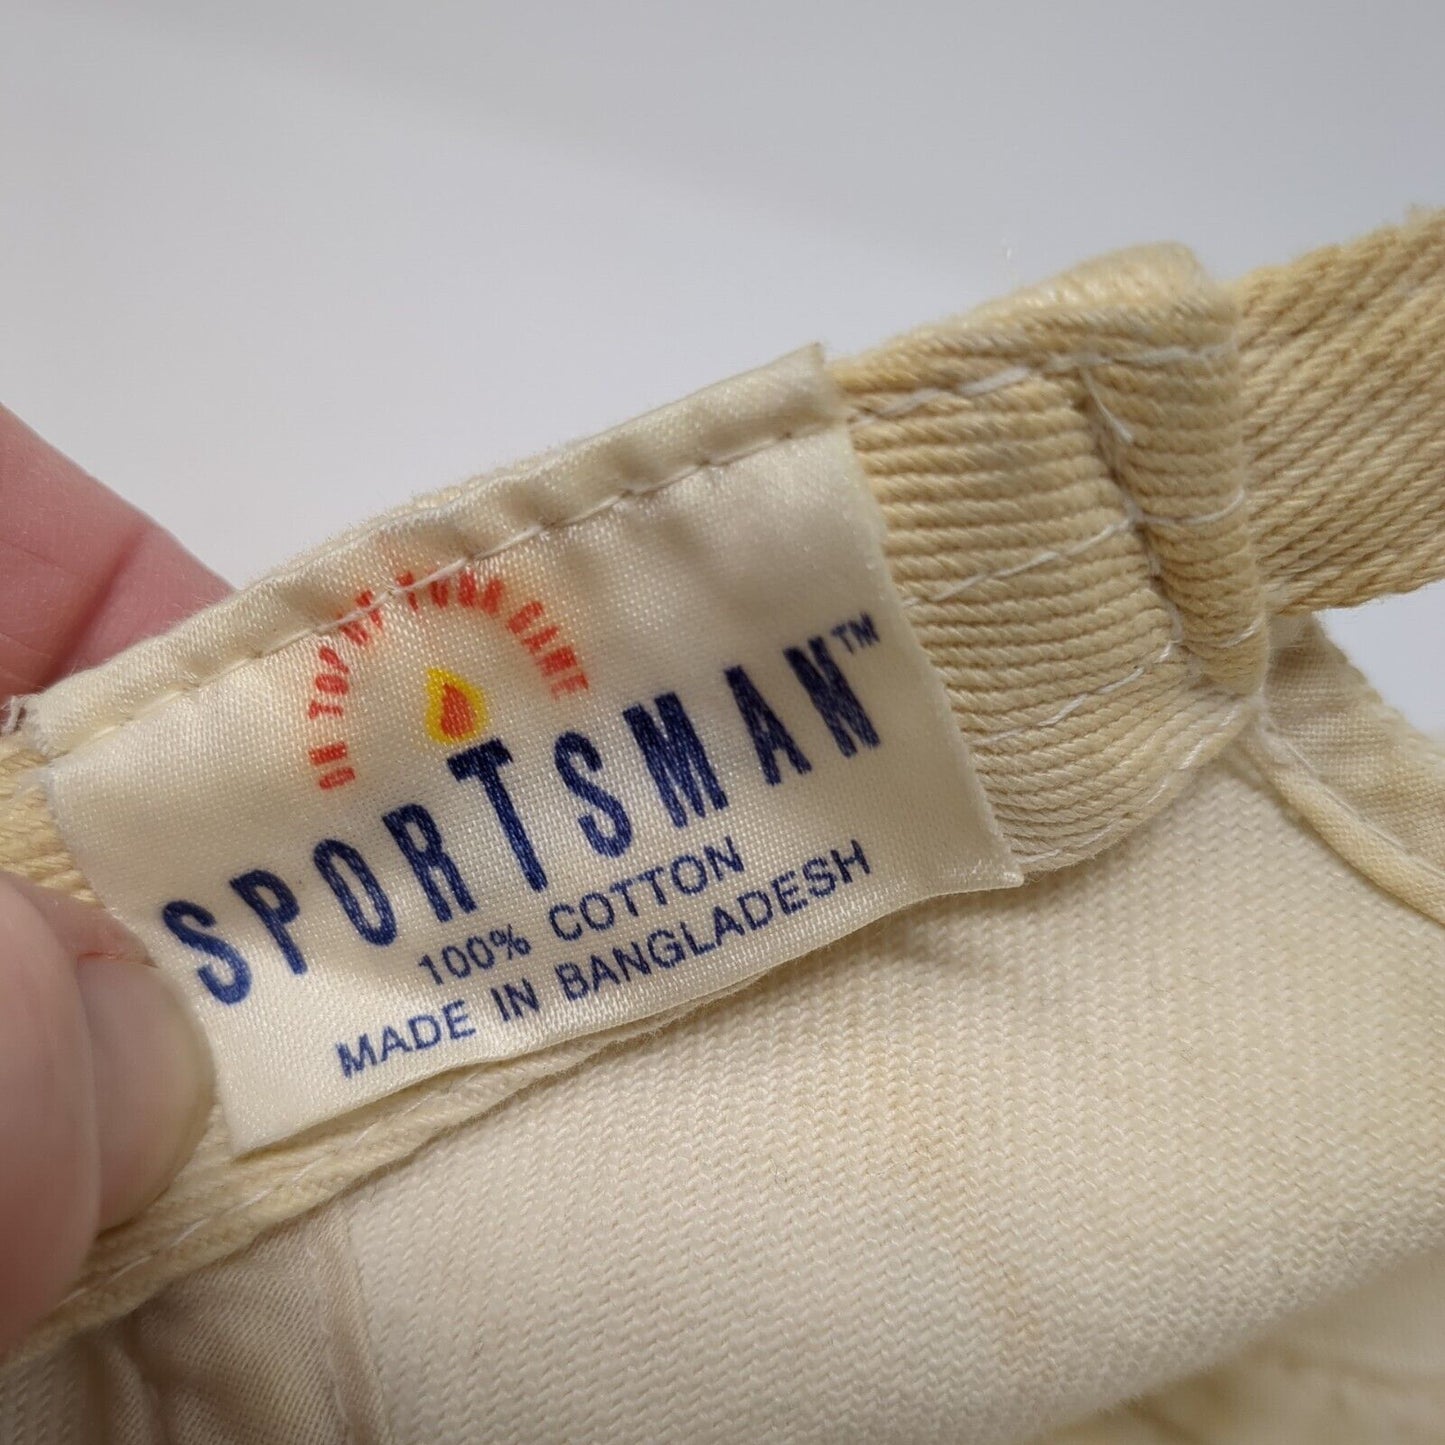 ON TOP OF YOUR GAME
SPORTSMAN™
100% COTTON
MADE IN BANGLADESH